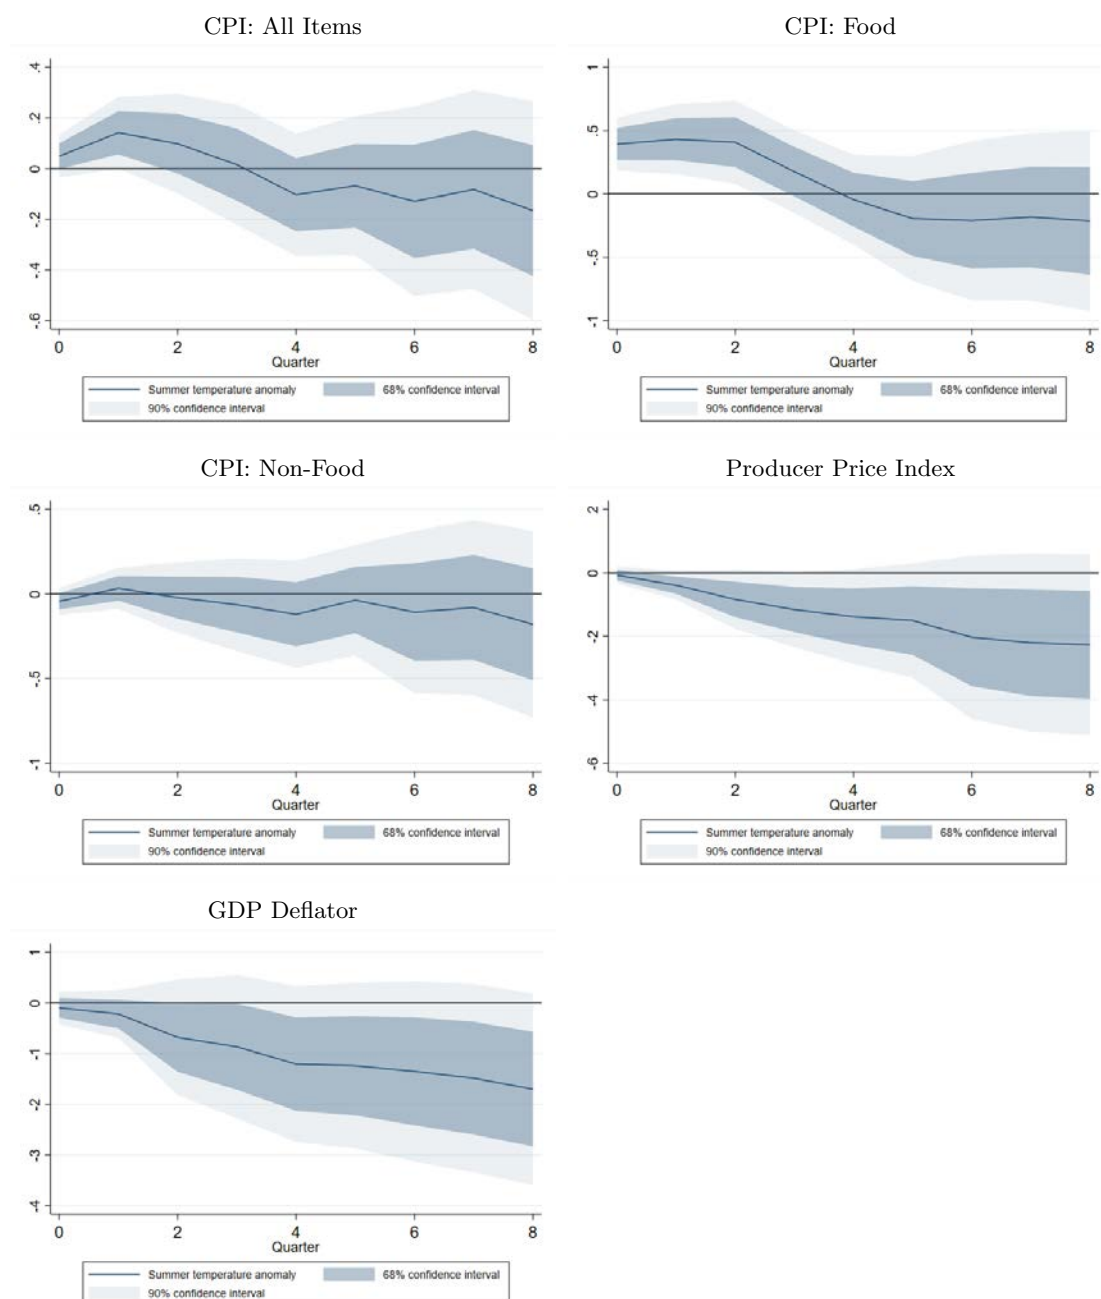 CPI: All Items
.4
.2
0
-.2
-.4
-.6
0 2 4 6 8
Quarter
Summer temperature anomaly 68% confidence interval
90% confidence interval
CPI: Food
1
.5
0
-.5
-1
0 2 4 6 8
Quarter
Summer temperature anomaly 68% confidence interval
90% confidence interval
CPI: Non-Food
.5
0
-.5
-1
0 2 4 6 8
Quarter
Summer temperature anomaly 68% confidence interval
90% confidence interval
Producer Price Index
2
0
-2
-4
-6
0 2 4 6 8
Quarter
Summer temperature anomaly 68% confidence interval
90% confidence interval
GDP Deflator
1
0
-1
-2
-3
-4
0 2 4 6 8
Quarter
Summer temperature anomaly 68% confidence interval
90% confidence interval